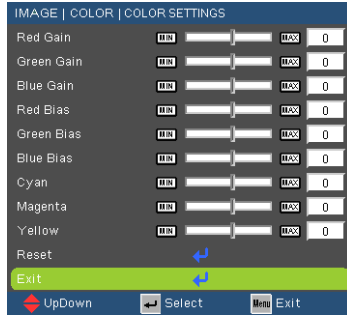 IMAGE | COLOR | COLOR SETTINGS
Red Gain MIN MAX 0
Green Gain MIN MAX 0
Blue Gain MIN MAX 0
Red Bias MIN MAX 0
Green Bias MIN MAX 0
Blue Bias MIN MAX 0
Cyan MIN MAX 0
Magenta MIN MAX 0
Yellow MIN MAX 0
Reset
Exit
UpDown Select Menu Exit